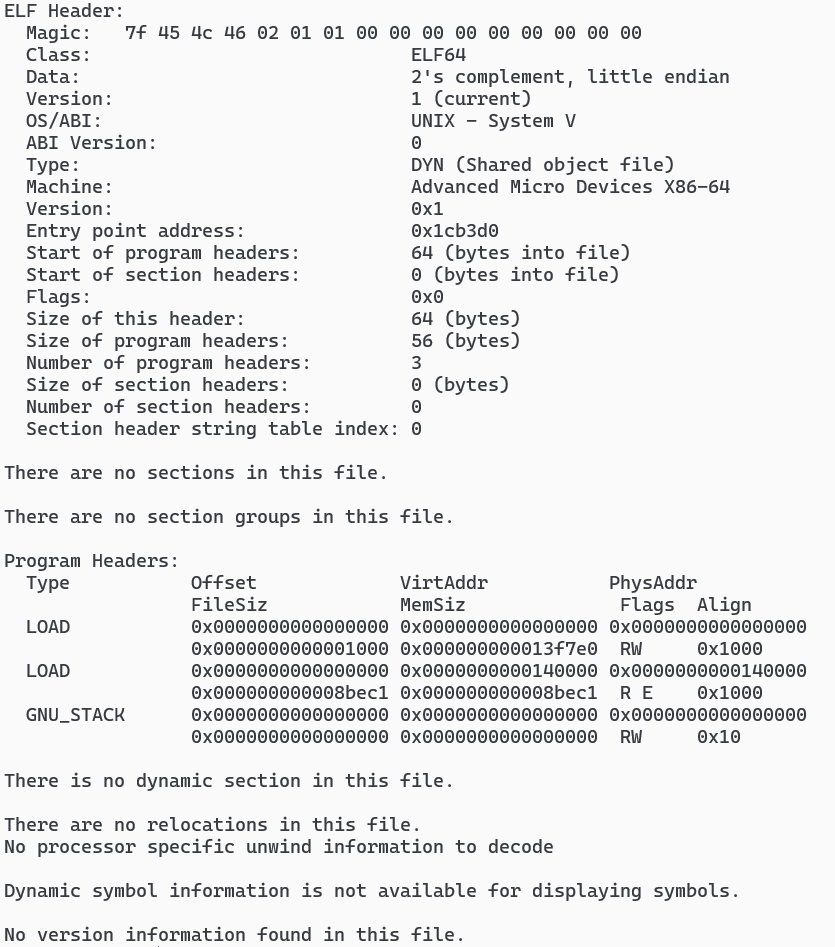 ELF Header:
  Magic:   7f 45 4c 46 02 01 01 00 00 00 00 00 00 00 00 00
  Class:                             ELF64
  Data:                              2's complement, little endian
  Version:                           1 (current)
  OS/ABI:                            UNIX - System V
  ABI Version:                       0
  Type:                              DYN (Shared object file)
  Machine:                           Advanced Micro Devices X86-64
  Version:                           0x1
  Entry point address:               0x1cb3d0
  Start of program headers:          64 (bytes into file)
  Start of section headers:          0 (bytes into file)
  Flags:                             0x0
  Size of this header:               64 (bytes)
  Size of program headers:           56 (bytes)
  Number of program headers:         3
  Size of section headers:           0 (bytes)
  Number of section headers:         0
  Section header string table index: 0

There are no sections in this file.

There are no section groups in this file.

Program Headers:
  Type           Offset             VirtAddr           PhysAddr
                 FileSiz            MemSiz              Flags  Align
  LOAD           0x0000000000000000 0x0000000000000000 0x0000000000000000
                 0x0000000000001000 0x000000000013f7e0  RW     0x1000
  LOAD           0x0000000000000000 0x0000000000140000 0x0000000000140000
                 0x000000000008bec1 0x000000000008bec1  R E    0x1000
  GNU_STACK      0x0000000000000000 0x0000000000000000 0x0000000000000000
                 0x0000000000000000 0x0000000000000000  RW     0x10

There is no dynamic section in this file.

There are no relocations in this file.
No processor specific unwind information to decode

Dynamic symbol information is not available for displaying symbols.

No version information found in this file.